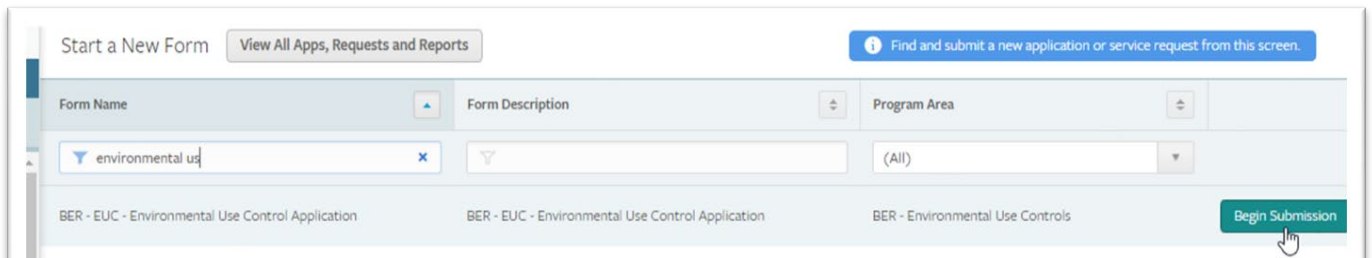 Start a New Form View All Apps, Requests and Reports Find and submit a new application or service request from this screen.
Form Name Form Description Program Area
environmental us (All)
BER - EUC - Environmental Use Control Application BER - EUC - Environmental Use Control Application BER - Environmental Use Controls Begin Submission